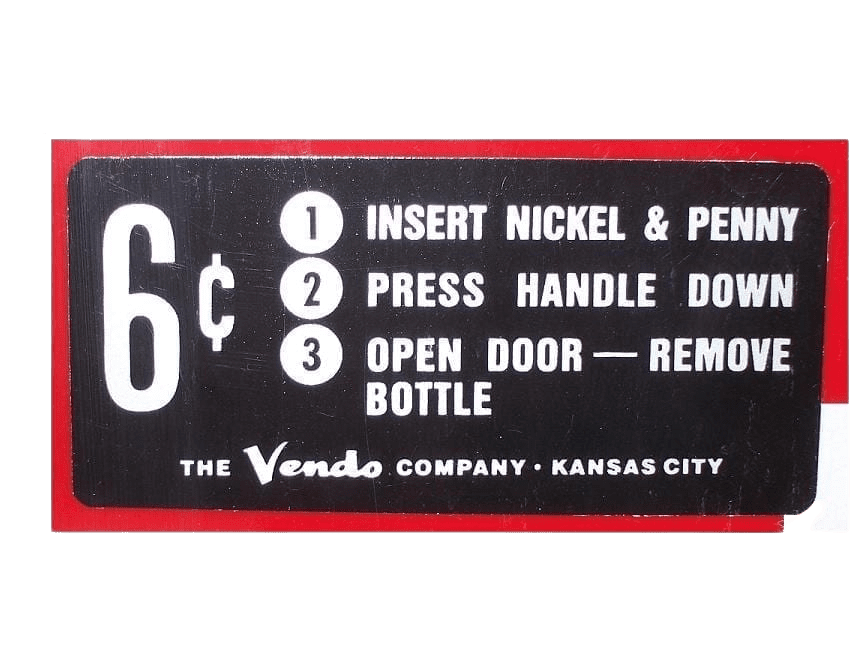 6¢
1 INSERT NICKEL & PENNY
2 PRESS HANDLE DOWN
3 OPEN DOOR — REMOVE
BOTTLE
THE Vendo COMPANY · KANSAS CITY